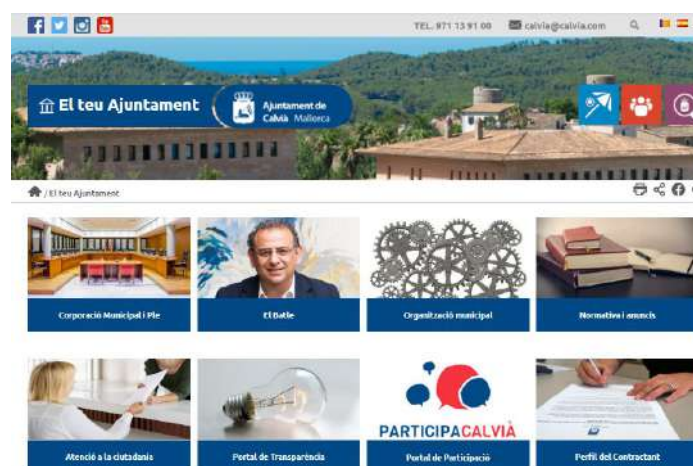 TEL. 971 13 91 00
calvia@calvia.com
El teu Ajuntament
Ajuntament de
Calvià Mallorca
/ El teu Ajuntament
Corporació Municipal i Ple
El Batle
Organització municipal
Normativa i anuncis
PARTICIPACALVIÀ
Atenció a la ciutadania
Portal de Transparència
Portal de Participació
Perfil del Contractant